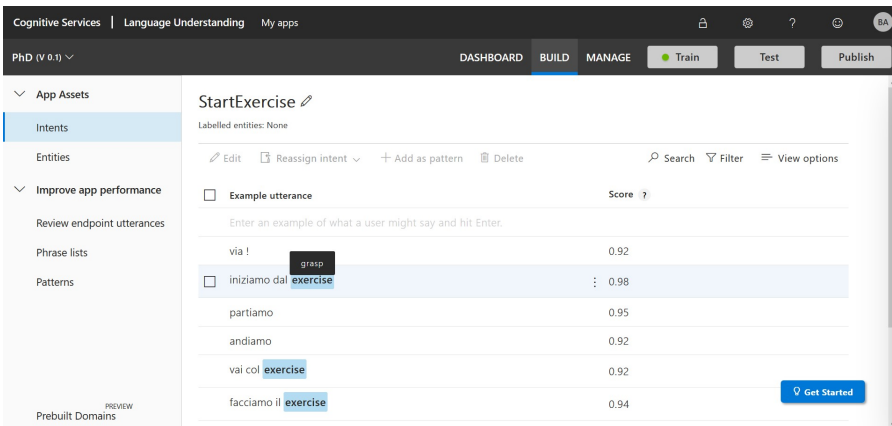 Cognitive Services | Language Understanding My apps BA
PhD (V 0.1) DASHBOARD BUILD MANAGE Train Test Publish
App Assets
Intents
Entities
Improve app performance
Review endpoint utterances
Phrase lists
Patterns
PREVIEW
Prebuilt Domains
StartExercise
Labelled entities: None
Edit Reassign intent + Add as pattern Delete Search Filter View options
Example utterance Score ?
Enter an example of what a user might say and hit Enter.
via ! 0.92
grasp
iniziamo dal exercise 0.98
partiamo 0.95
andiamo 0.92
vai col exercise 0.92
facciamo il exercise 0.94
Get Started